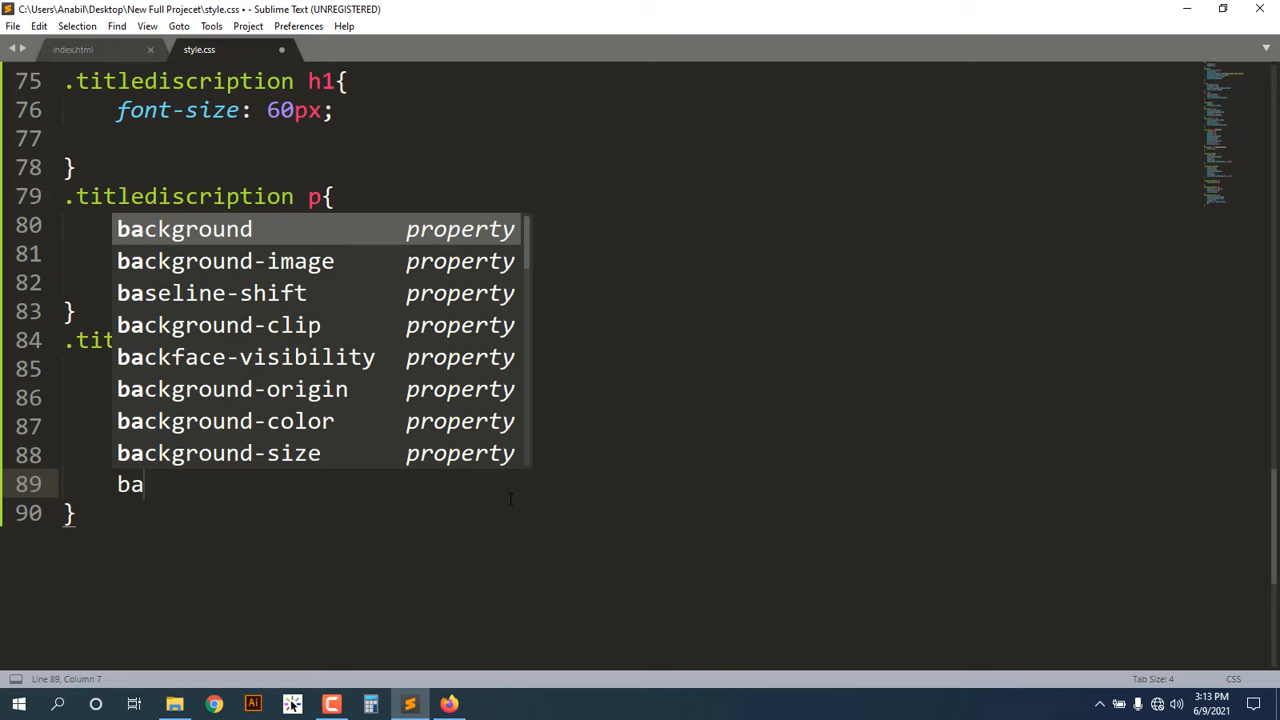 C:\Users\Anabil\Desktop\New Full Projecet\style.css • - Sublime Text (UNREGISTERED)
File Edit Selection Find View Goto Tools Project Preferences Help
index.html style.css
75 .titlediscription h1{
76 font-size: 60px;
77
78 }
79 .titlediscription p{
80 background property
81 background-image property
82 baseline-shift property
83 } background-clip property
84 .tit backface-visibility property
85
86 background-origin property
87 background-color property
88 background-size property
89 ba
90 }
Line 89, Column 7 Tab Size: 4 CSS
3:13 PM
6/9/2021